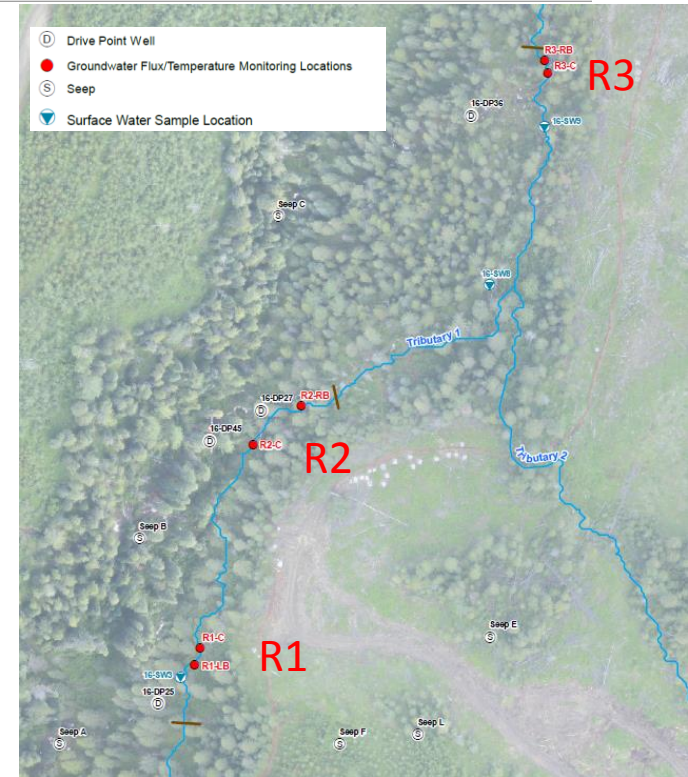 D Drive Point Well
Groundwater Flux/Temperature Monitoring Locations
S Seep
Surface Water Sample Location
R3-RB
R3-C
R3
16-DP36
D
16-SW9
Seep C
S
16-SW8
Tributary 1
16-DP27
D
R2-RB
16-DP45
D
R2-C
R2
Tributary 2
Seep B
S
Seep E
S
R1-C
R1-LB
R1
16-SW3
16-DP25
D
Seep A
S
Seep F
S
Seep L
S